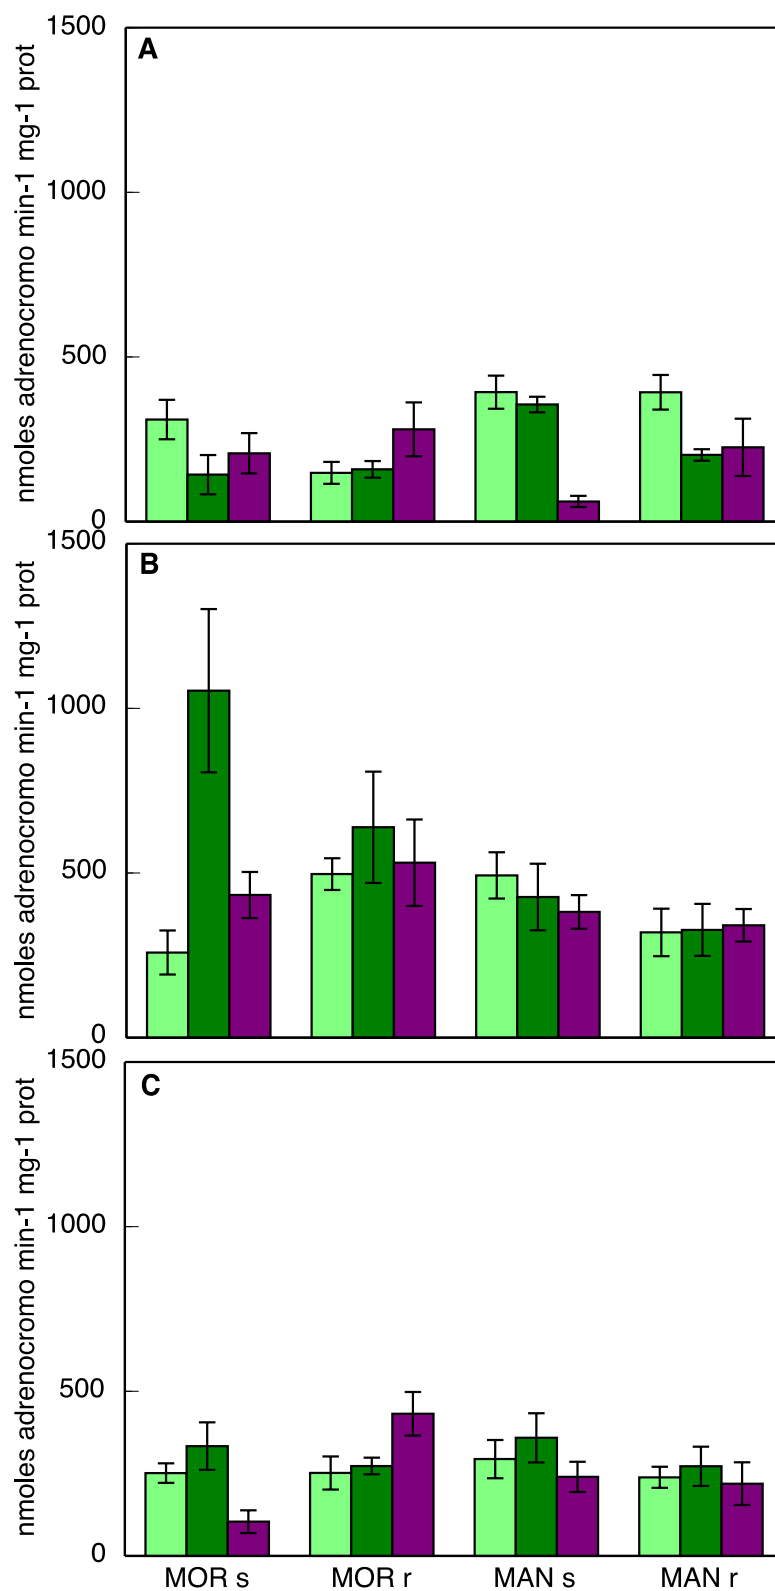 A
1500
1000
500
0
nmoles adrenocromo min-1 mg-1 prot
B
1500
1000
500
0
nmoles adrenocromo min-1 mg-1 prot
C
1500
1000
500
0
nmoles adrenocromo min-1 mg-1 prot
MOR s MOR r MAN s MAN r